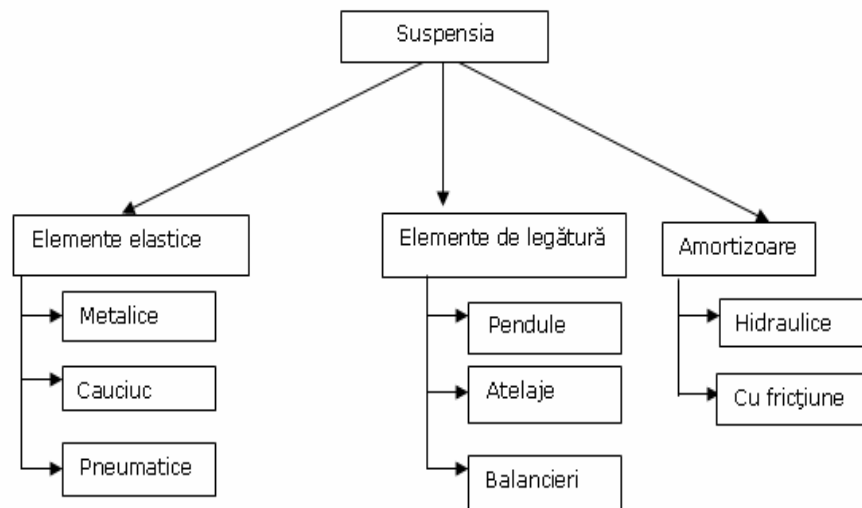 Suspensia
Elemente elastice
Metalice
Cauciuc
Pneumatice
Elemente de legătură
Pendule
Atelaje
Balancieri
Amortizoare
Hidraulice
Cu fricţiune